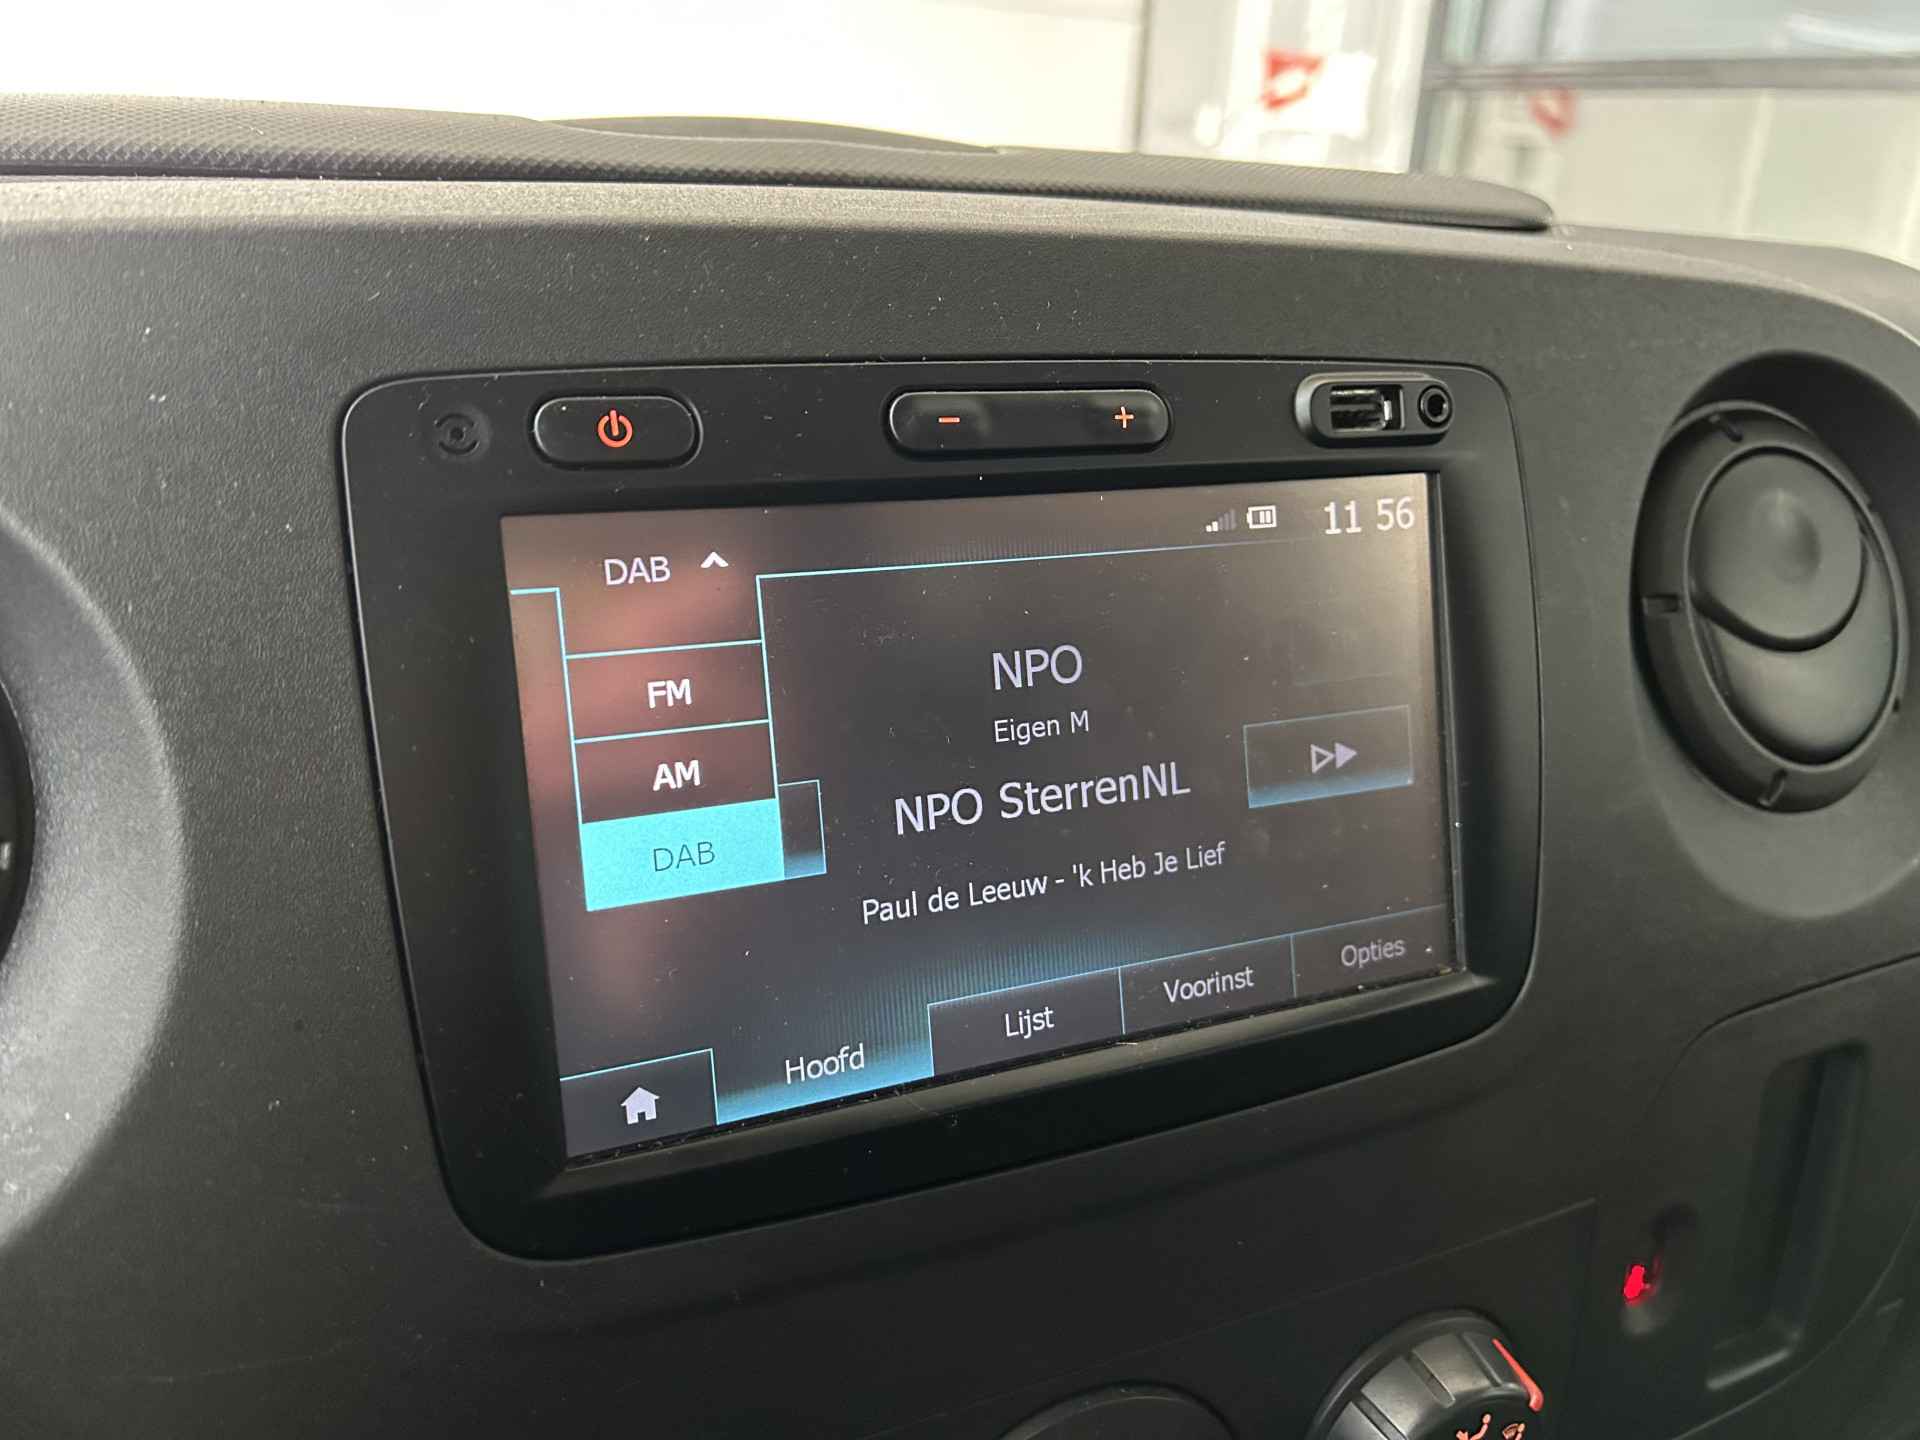 11 56
DAB
FM
AM
DAB
NPO
Eigen M
NPO SterrenNL
Paul de Leeuw - 'k Heb Je Lief
Hoofd
Lijst
Voorinst
Opties